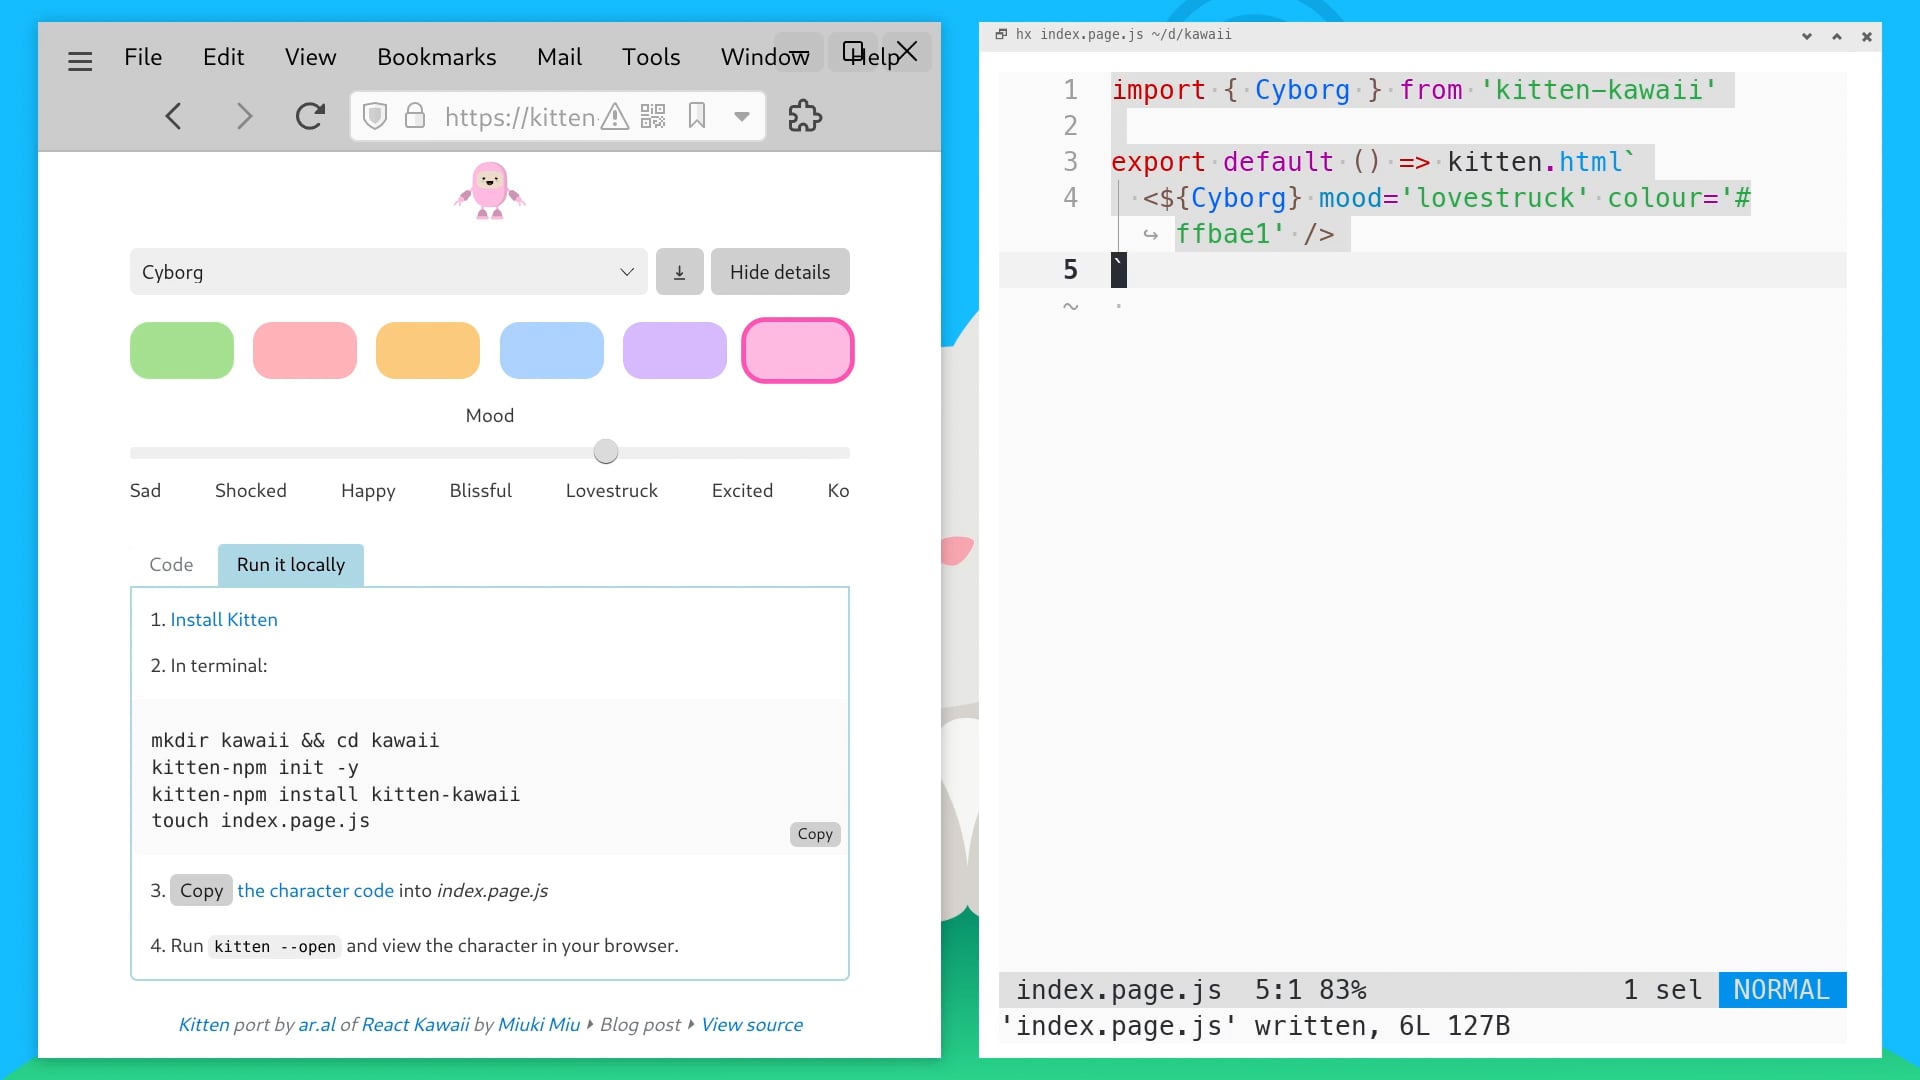 File Edit View Bookmarks Mail Tools Window Help
https://kitten
Cyborg
Hide details
Mood
Sad Shocked Happy Blissful Lovestruck Excited Ko
Code Run it locally
1. Install Kitten
2. In terminal:
mkdir kawaii && cd kawaii
kitten-npm init -y
kitten-npm install kitten-kawaii
touch index.page.js
Copy
3. Copy the character code into index.page.js
4. Run kitten --open and view the character in your browser.
Kitten port by ar.al of React Kawaii by Miuki Miu ‣ Blog post ‣ View source
hx index.page.js ~/d/kawaii
1 import·{·Cyborg·}·from·'kitten-kawaii'
2
3 export·default·()·=>·kitten.html`
4 ·<${Cyborg}·mood='lovestruck'·colour='#
↪ ffbae1'·/>
5 `
~ ·
index.page.js 5:1 83% 1 sel NORMAL
'index.page.js' written, 6L 127B